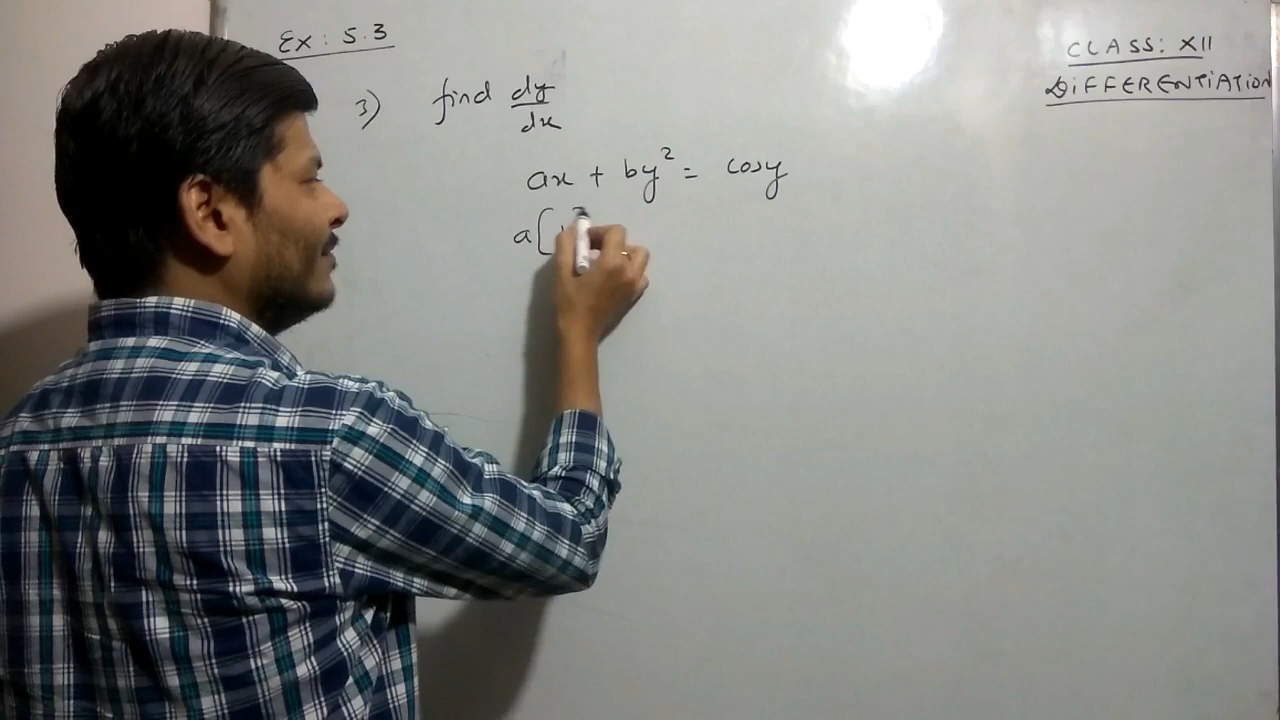 Ex: 5.3
CLASS: XII
DIFFERENTIATION
3) find dy/dx
ax + by² = cosy
a[